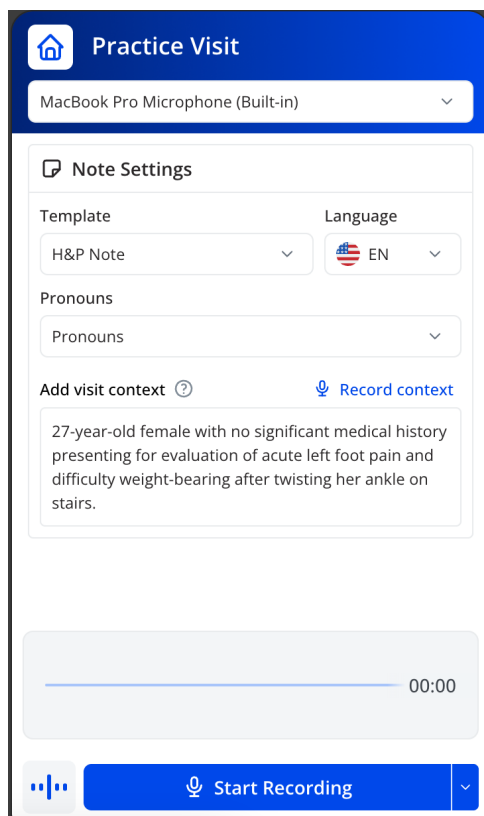 Practice Visit
MacBook Pro Microphone (Built-in)
Note Settings
Template
Language
H&P Note
EN
Pronouns
Pronouns
Add visit context ?
Record context
27-year-old female with no significant medical history
presenting for evaluation of acute left foot pain and
difficulty weight-bearing after twisting her ankle on
stairs.
00:00
Start Recording